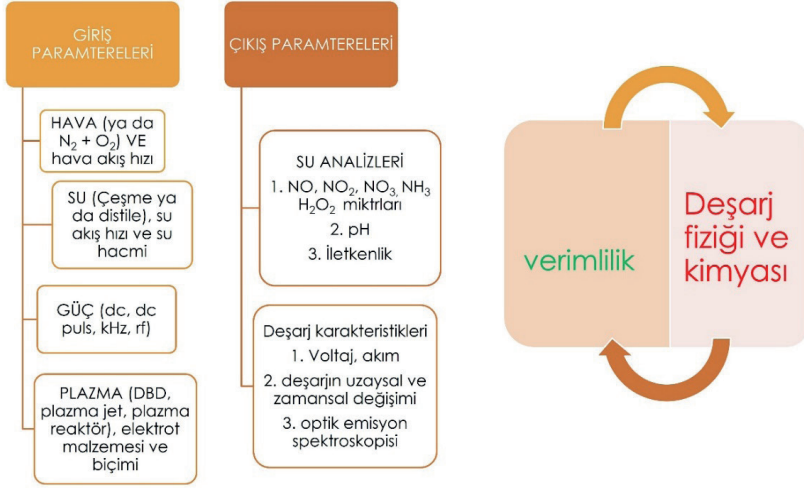 GİRİŞ
PARAMTERELERİ
HAVA (ya da
N₂ + O₂) VE
hava akış hızı
SU (Çeşme ya
da distile), su
akış hızı ve su
hacmi
GÜÇ (dc, dc
puls, kHz, rf)
PLAZMA (DBD,
plazma jet, plazma
reaktör), elektrot
malzemesi ve
biçimi
ÇIKIŞ PARAMTERELERİ
SU ANALİZLERİ
1. NO, NO₂, NO₃, NH₃
H₂O₂ miktrları
2. pH
3. İletkenlik
Deşarj karakteristikleri
1. Voltaj, akım
2. deşarjın uzaysal ve
zamansal değişimi
3. optik emisyon
spektroskopisi
verimlilik
Deşarj
fiziği ve
kimyası